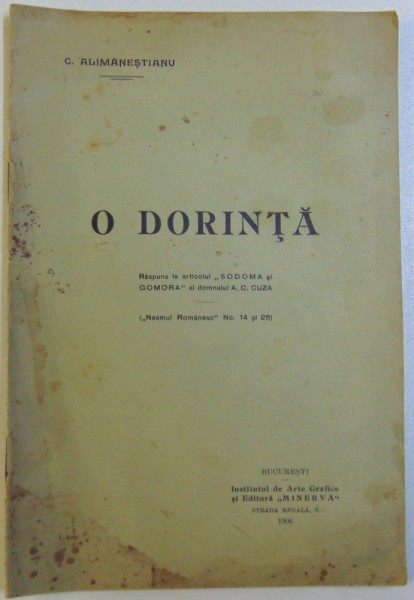 C. ALIMĂNEȘTIANU
O DORINȚĂ
Răspuns la articolul „SODOMA și
GOMORA" al domnului A. C. CUZA
(„Neamul Românesc" No. 14 și 26)
BUCUREȘTI
Institutul de Arte Grafice
și Editură „MINERVA"
STRADA REGALĂ, 6
1906